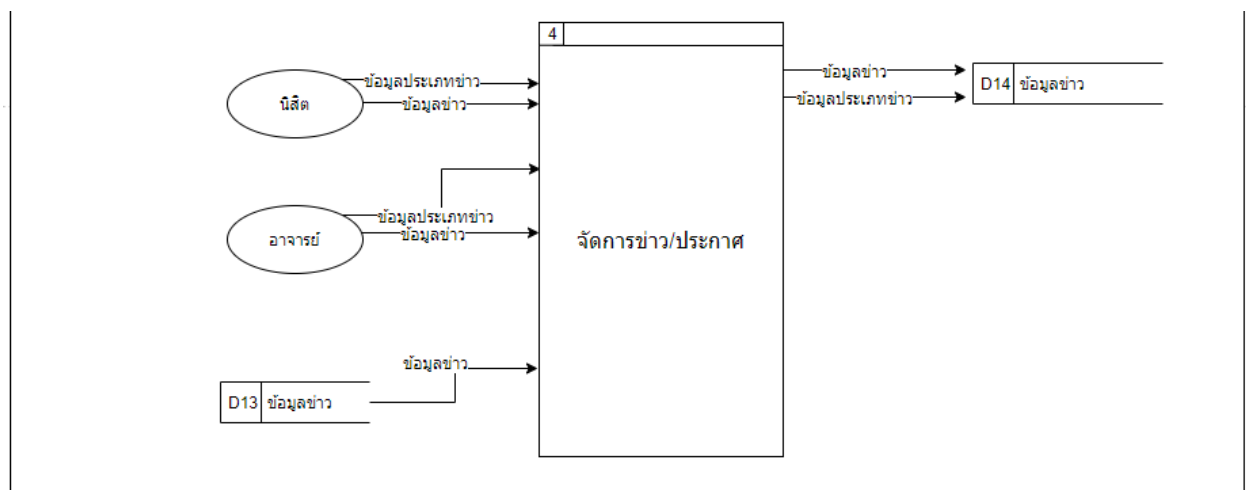 4
ข้อมูลประเภทข่าว
ข้อมูลข่าว
นิสิต
ข้อมูลข่าว
ข้อมูลประเภทข่าว
D14 ข้อมูลข่าว
ข้อมูลประเภทข่าว
ข้อมูลข่าว
อาจารย์
จัดการข่าว/ประกาศ
ข้อมูลข่าว
D13 ข้อมูลข่าว